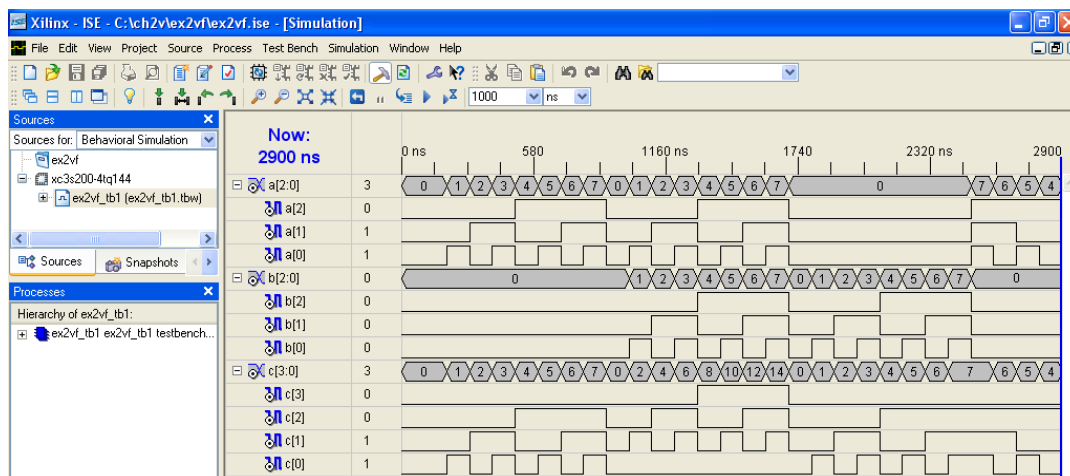 Xilinx - ISE - C:\ch2v\ex2vf\ex2vf.ise - [Simulation]
File Edit View Project Source Process Test Bench Simulation Window Help
1000 ns
Sources
Sources for: Behavioral Simulation
ex2vf
xc3s200-4tq144
ex2vf_tb1 (ex2vf_tb1.tbw)
Sources Snapshots
Processes
Hierarchy of ex2vf_tb1:
ex2vf_tb1 ex2vf_tb1 testbench...
Now:
2900 ns
0 ns 580 1160 ns 1740 2320 ns 2900
a[2:0] 3 0 1 2 3 4 5 6 7 0 1 2 3 4 5 6 7 0 7 6 5 4
a[2] 0
a[1] 1
a[0] 1
b[2:0] 0 0 1 2 3 4 5 6 7 0 1 2 3 4 5 6 7 0
b[2] 0
b[1] 0
b[0] 0
c[3:0] 3 0 1 2 3 4 5 6 7 0 2 4 6 8 10 12 14 0 1 2 3 4 5 6 7 6 5 4
c[3] 0
c[2] 0
c[1] 1
c[0] 1